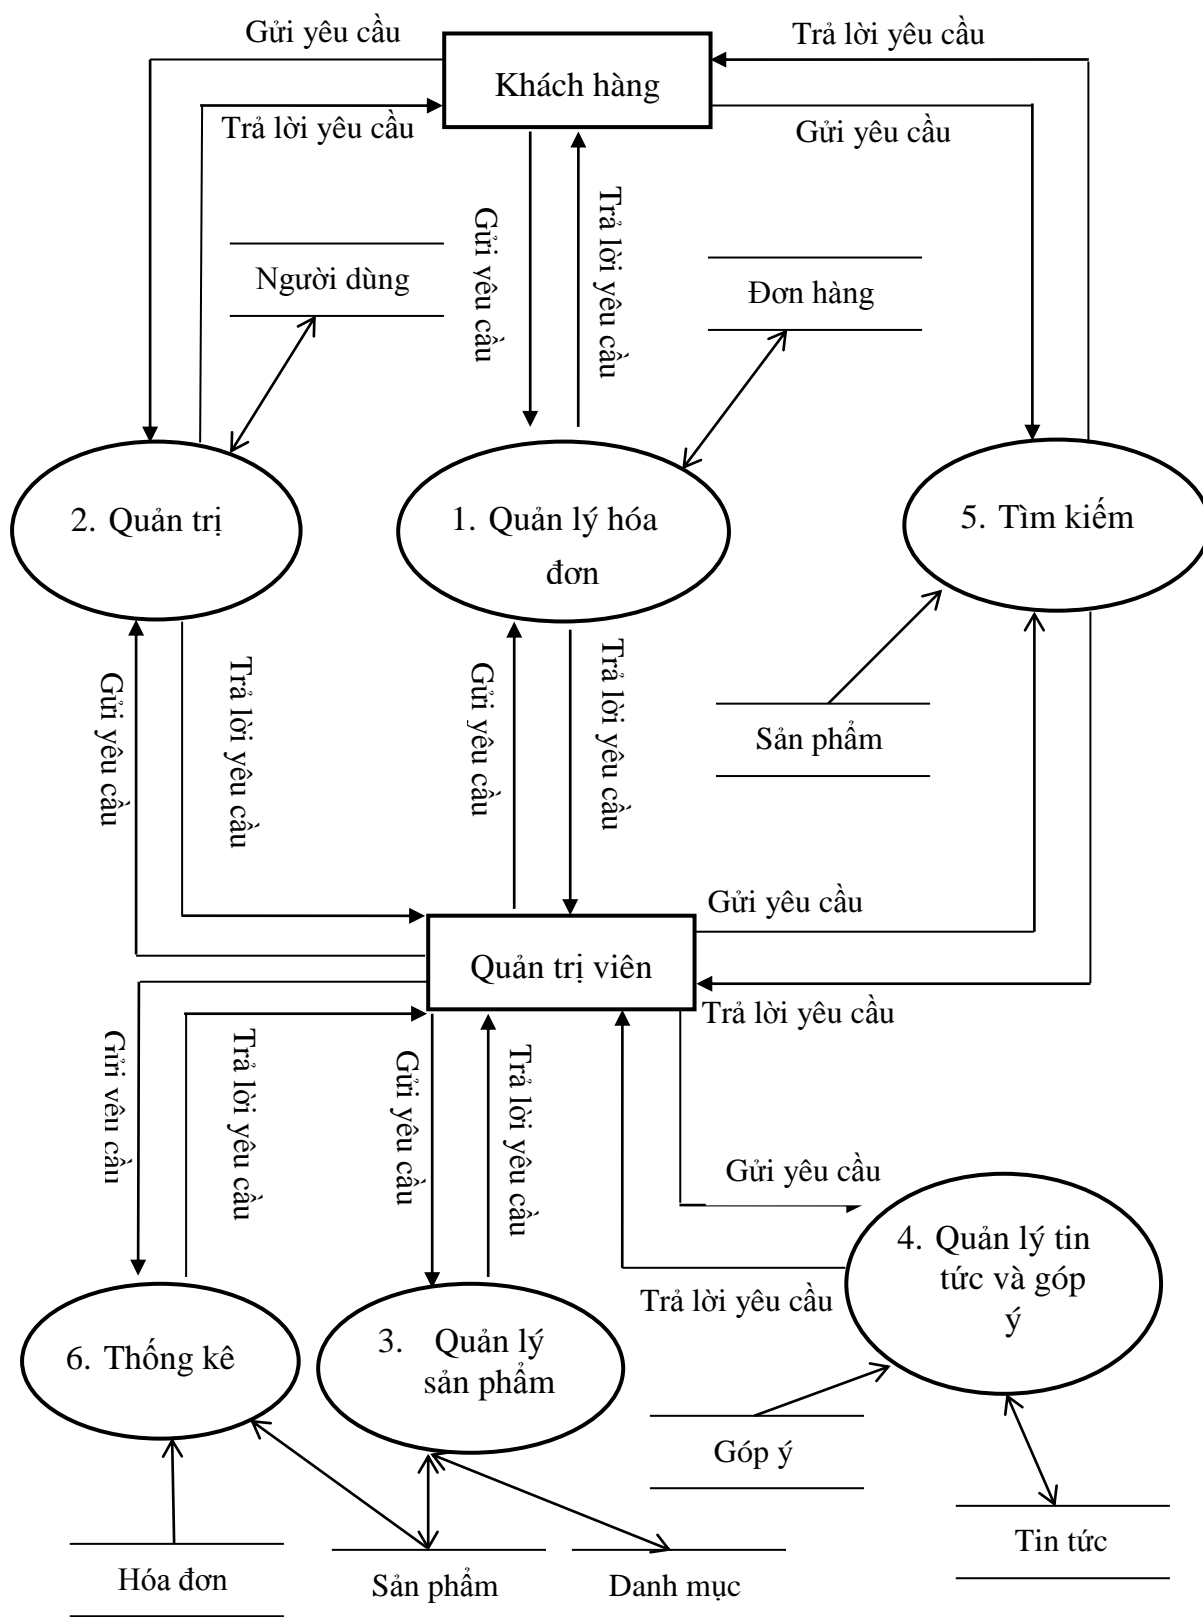 Gửi yêu cầu
Trả lời yêu cầu
Khách hàng
Trả lời yêu cầu
Gửi yêu cầu
Gửi yêu cầu
Trả lời yêu cầu
Người dùng
Đơn hàng
2. Quản trị
1. Quản lý hóa
đơn
5. Tìm kiếm
Gửi yêu cầu
Trả lời yêu cầu
Gửi yêu cầu
Trả lời yêu cầu
Sản phẩm
Gửi yêu cầu
Quản trị viên
Trả lời yêu cầu
Gửi yêu cầu
Trả lời yêu cầu
Gửi yêu cầu
Trả lời yêu cầu
Gửi yêu cầu
4. Quản lý tin
tức và góp
ý
Trả lời yêu cầu
6. Thống kê
3. Quản lý
sản phẩm
Góp ý
Tin tức
Hóa đơn
Sản phẩm
Danh mục